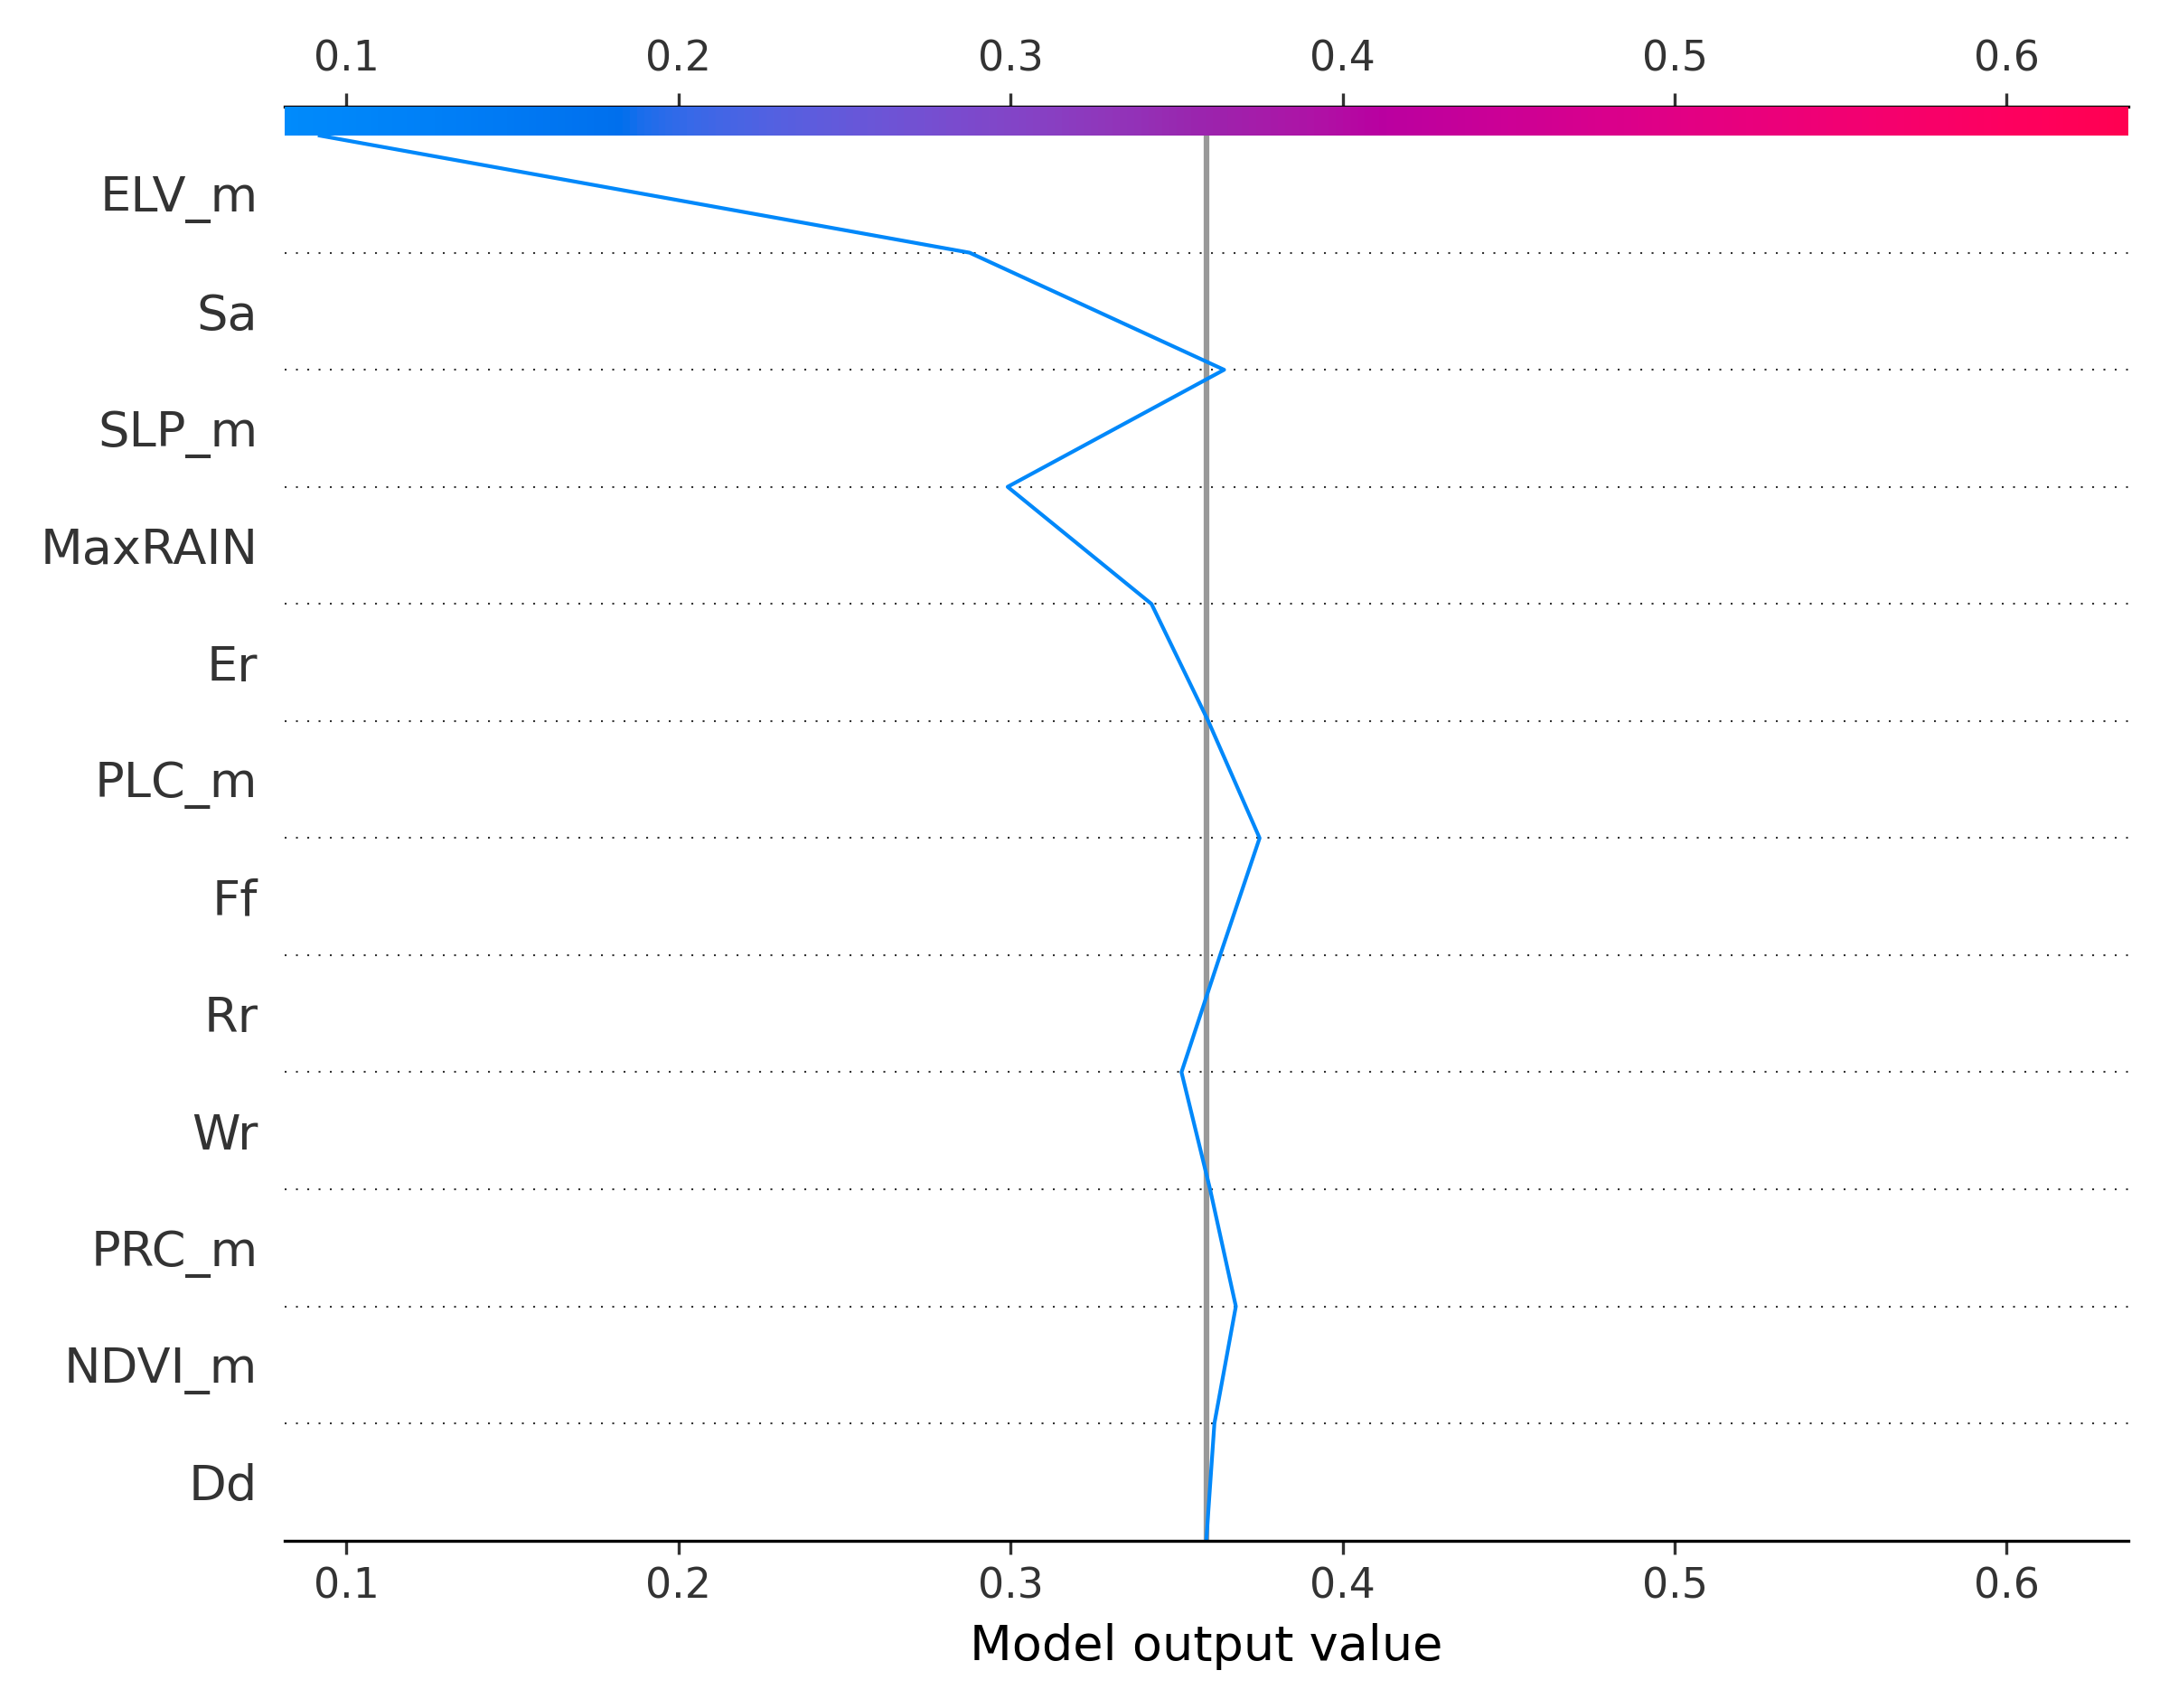 0.1 0.2 0.3 0.4 0.5 0.6
ELV_m
Sa
SLP_m
MaxRAIN
Er
PLC_m
Ff
Rr
Wr
PRC_m
NDVI_m
Dd
0.1 0.2 0.3 0.4 0.5 0.6
Model output value